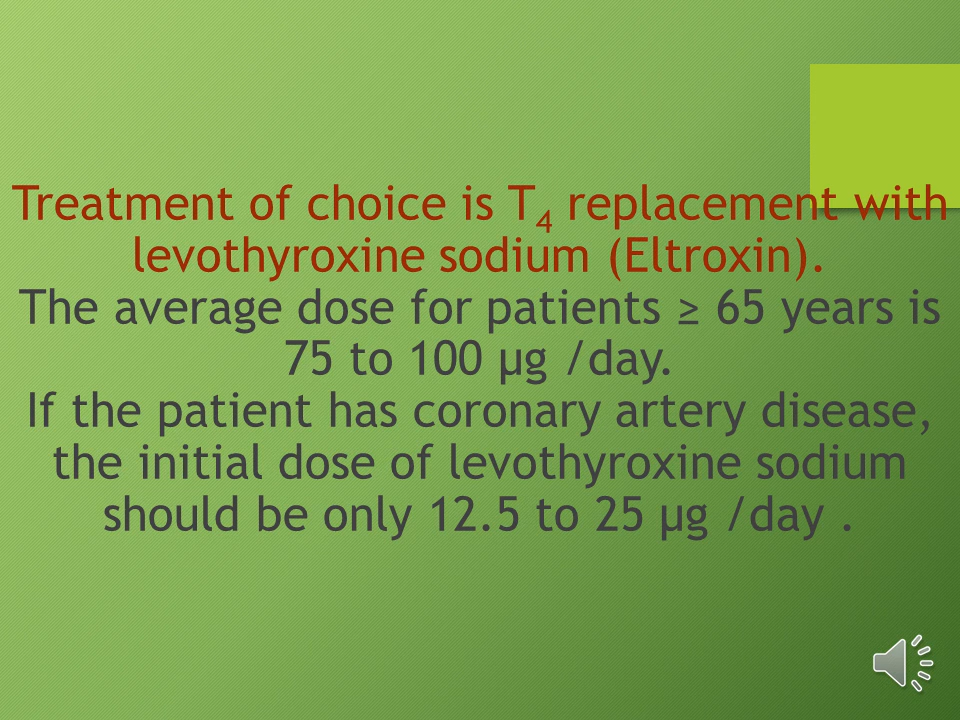 Treatment of choice is T₄ replacement with
levothyroxine sodium (Eltroxin).
The average dose for patients ≥ 65 years is
75 to 100 µg /day.
If the patient has coronary artery disease,
the initial dose of levothyroxine sodium
should be only 12.5 to 25 µg /day .